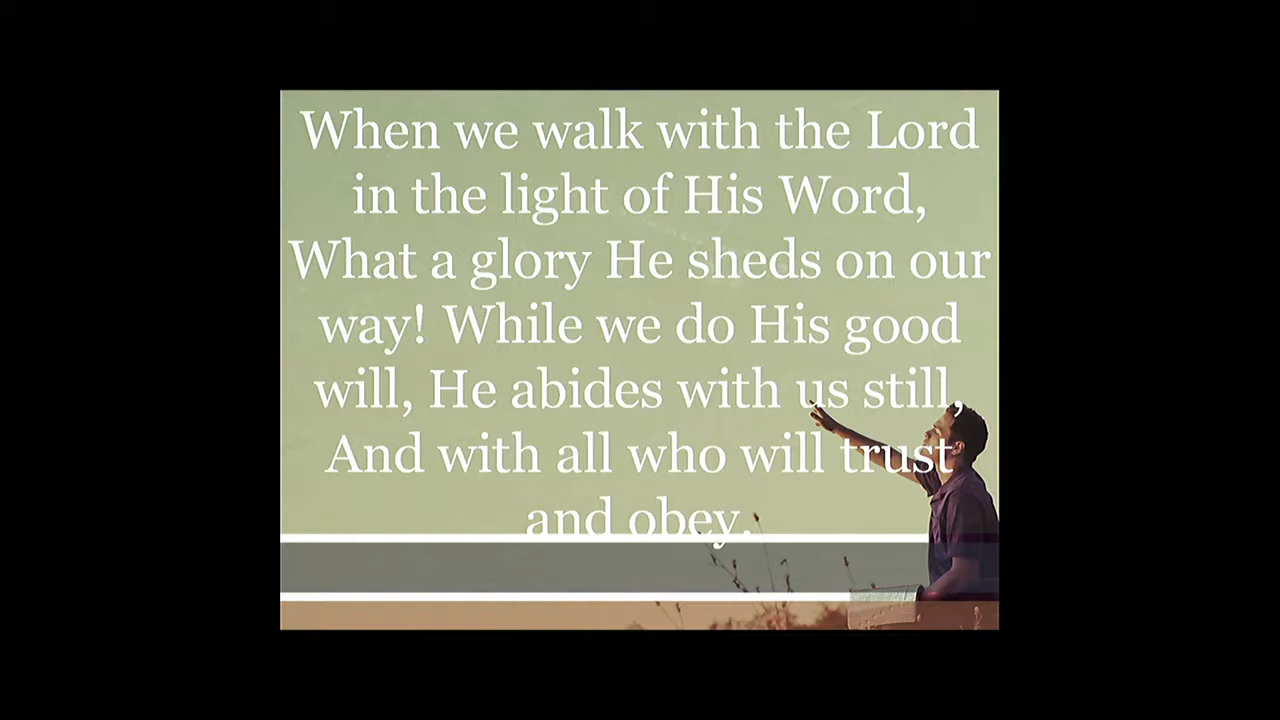 When we walk with the Lord
in the light of His Word,
What a glory He sheds on our
way! While we do His good
will, He abides with us still,
And with all who will trust
and obey.